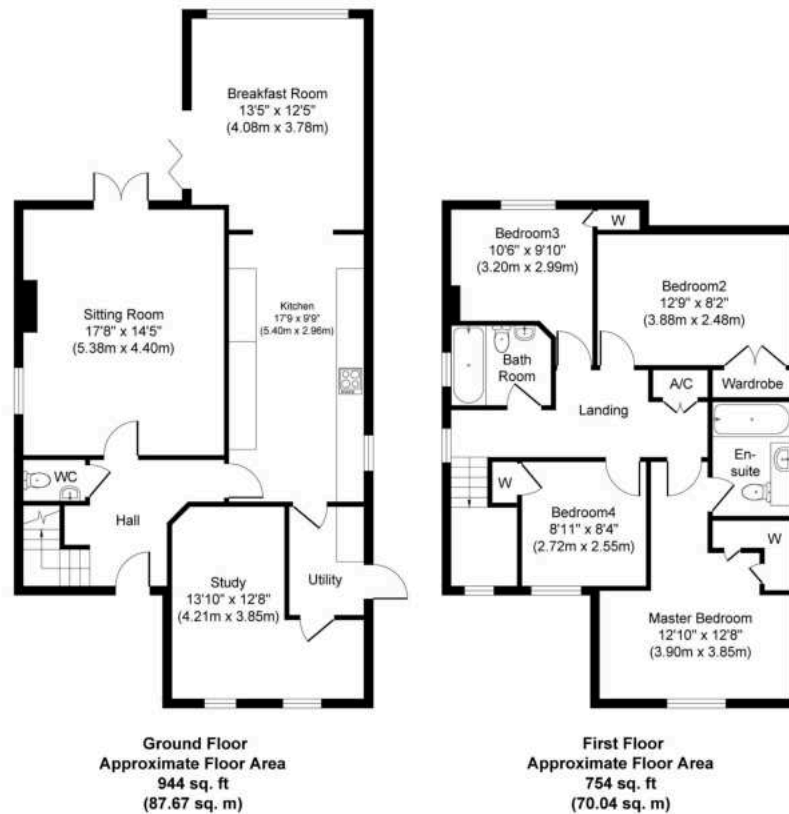 Breakfast Room
13'5" x 12'5"
(4.08m x 3.78m)
Sitting Room
17'8" x 14'5"
(5.38m x 4.40m)
Kitchen
17'9 x 9'9"
(5.40m x 2.96m)
WC
Hall
Study
13'10" x 12'8"
(4.21m x 3.85m)
Utility
Ground Floor
Approximate Floor Area
944 sq. ft
(87.67 sq. m)
Bedroom3
10'6" x 9'10"
(3.20m x 2.99m)
W
Bedroom2
12'9" x 8'2"
(3.88m x 2.48m)
Bath
Room
A/C
Wardrobe
Landing
En-
suite
W
Bedroom4
8'11" x 8'4"
(2.72m x 2.55m)
W
Master Bedroom
12'10" x 12'8"
(3.90m x 3.85m)
First Floor
Approximate Floor Area
754 sq. ft
(70.04 sq. m)